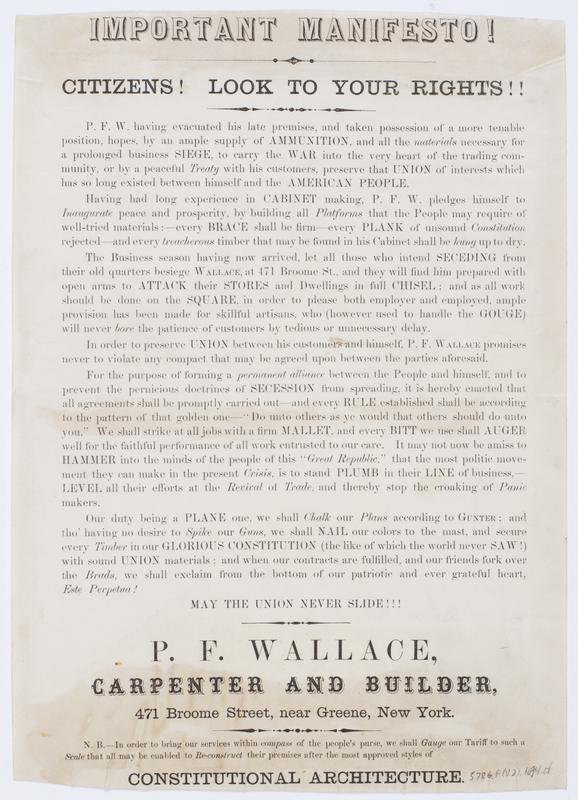 IMPORTANT MANIFESTO!
CITIZENS! LOOK TO YOUR RIGHTS!!
P. F. W. having evacuated his late premises, and taken possession of a more tenable
position, hopes, by an ample supply of AMMUNITION, and all the materials necessary for
a prolonged business SIEGE, to carry the WAR into the very heart of the trading com-
munity, or by a peaceful Treaty with his customers, preserve that UNION of interests which
has so long existed between himself and the AMERICAN PEOPLE.
Having had long experience in CABINET making, P. F. W. pledges himself to
Inaugurate peace and prosperity, by building all Platforms that the People may require of
well-tried materials:—every BRACE shall be firm—every PLANK of unsound Constitution
rejected—and every treacherous timber that may be found in his Cabinet shall be hung up to dry.
The Business season having now arrived, let all those who intend SECEDING from
their old quarters besiege WALLACE, at 471 Broome St., and they will find him prepared with
open arms to ATTACK their STORES and Dwellings in full CHISEL; and as all work
should be done on the SQUARE, in order to please both employer and employed, ample
provision has been made for skillful artisans, who (however used to handle the GOUGE)
will never bore the patience of customers by tedious or unnecessary delay.
In order to preserve UNION between his customers and himself, P. F. WALLACE promises
never to violate any compact that may be agreed upon between the parties aforesaid.
For the purpose of forming a permanent alliance between the People and himself, and to
prevent the pernicious doctrines of SECESSION from spreading, it is hereby enacted that
all agreements shall be promptly carried out—and every RULE established shall be according
to the pattern of that golden one—"Do unto others as ye would that others should do unto
you." We shall strike at all jobs with a firm MALLET, and every BITT we use shall AUGER
well for the faithful performance of all work entrusted to our care. It may not now be amiss to
HAMMER into the minds of the people of this "Great Republic," that the most politic move-
ment they can make in the present Crisis, is to stand PLUMB in their LINE of business,—
LEVEL all their efforts at the Revival of Trade, and thereby stop the croaking of Panic
makers.
Our duty being a PLANE one, we shall Chalk our Plans according to GUNTER; and
tho' having no desire to Spike our Guns, we shall NAIL our colors to the mast, and secure
every Timber in our GLORIOUS CONSTITUTION (the like of which the world never SAW!)
with sound UNION materials; and when our contracts are fulfilled, and our friends fork over
the Brads, we shall exclaim from the bottom of our patriotic and ever grateful heart,
Este Perpetua!
MAY THE UNION NEVER SLIDE!!!
P. F. WALLACE,
CARPENTER AND BUILDER,
471 Broome Street, near Greene, New York.
N. B.—In order to bring our services within compass of the people's purse, we shall Gauge our Tariff to such a
Scale that all may be enabled to Re-construct their premises after the most approved styles of
CONSTITUTIONAL ARCHITECTURE.